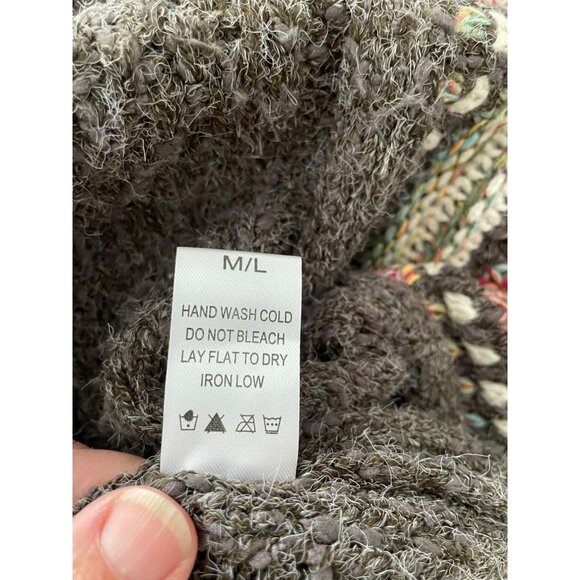 M/L
HAND WASH COLD
DO NOT BLEACH
LAY FLAT TO DRY
IRON LOW